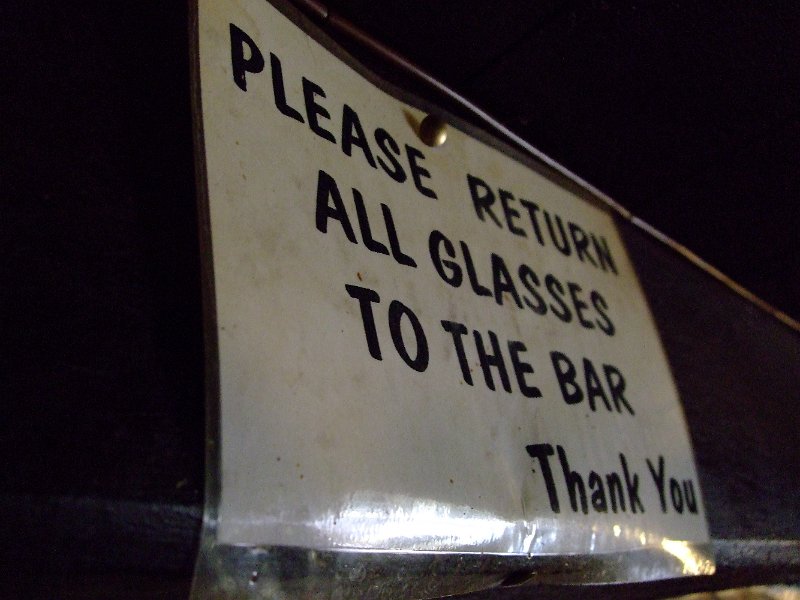 PLEASE RETURN
ALL GLASSES
TO THE BAR
Thank You